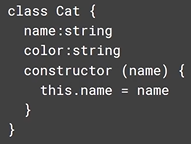 class Cat {
  name:string
  color:string
  constructor (name) {
    this.name = name
  }
}